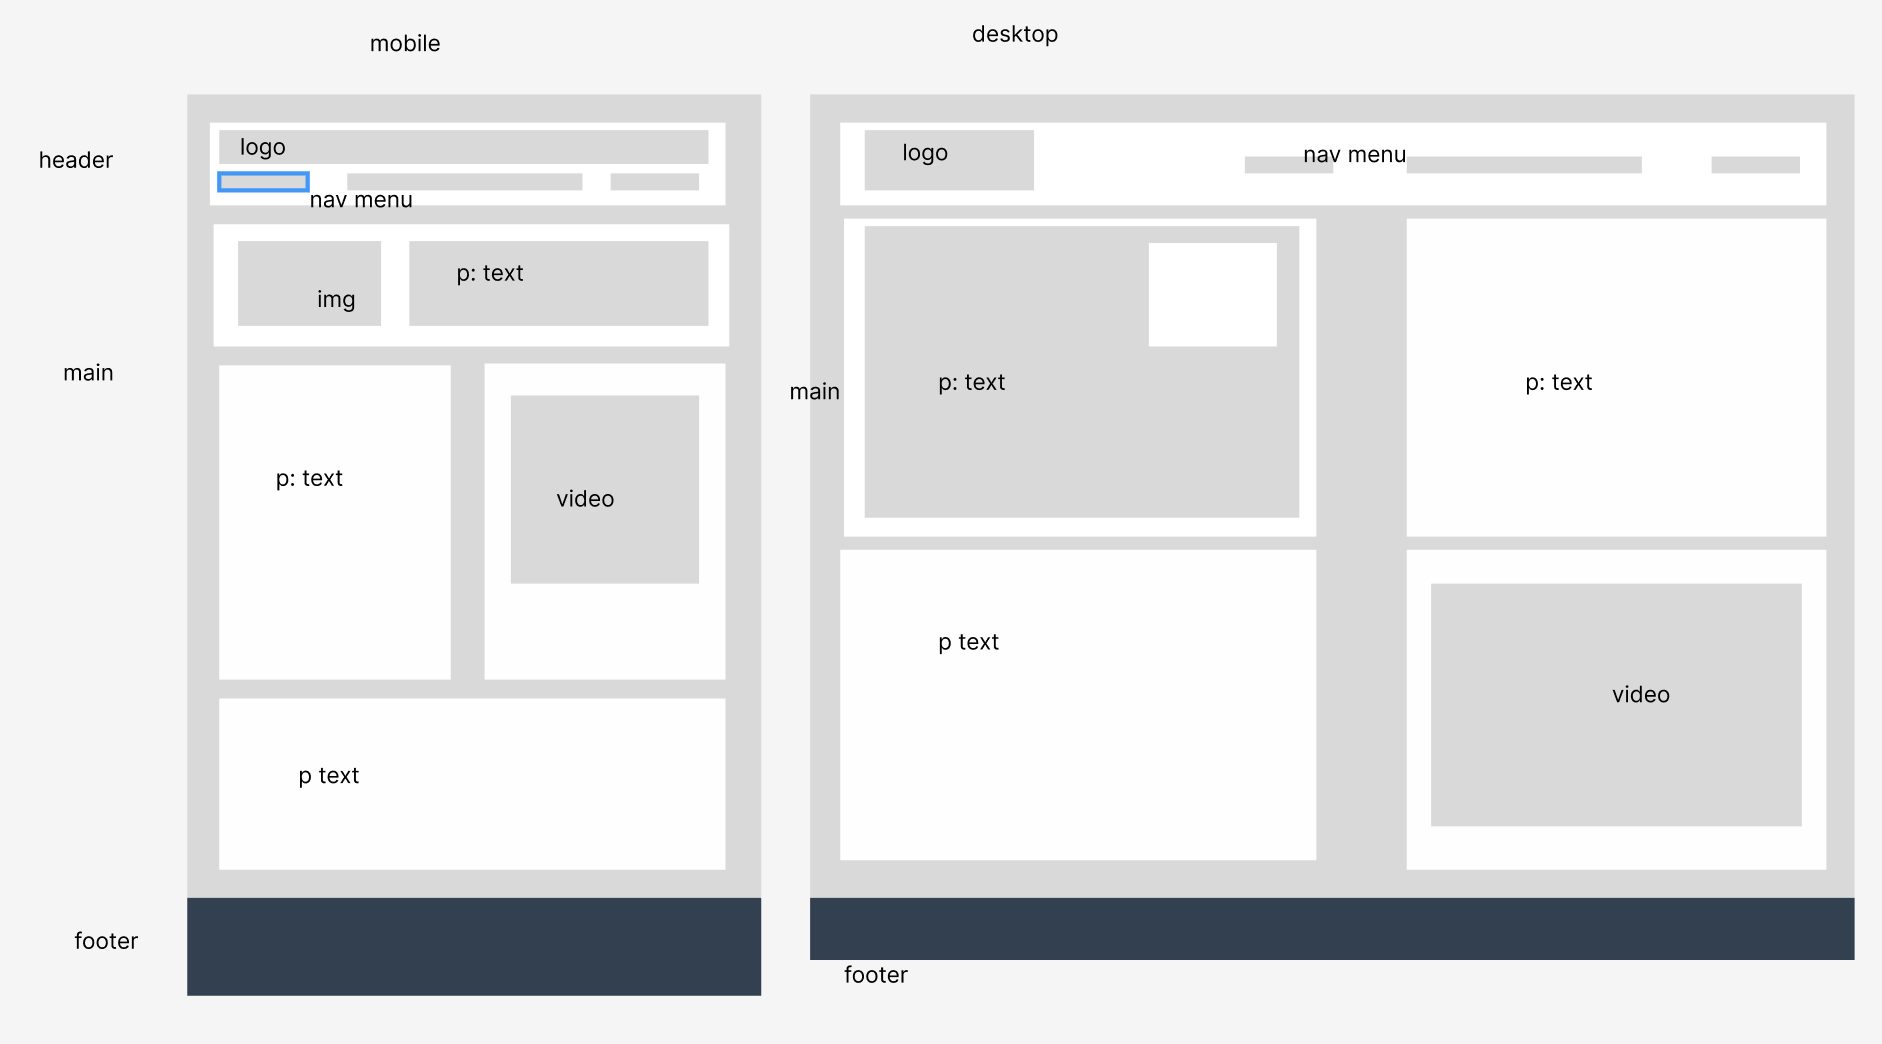 mobile
header
logo
nav menu
img
p: text
main
p: text
video
p text
footer
desktop
logo
nav menu
main
p: text
p: text
p text
video
footer